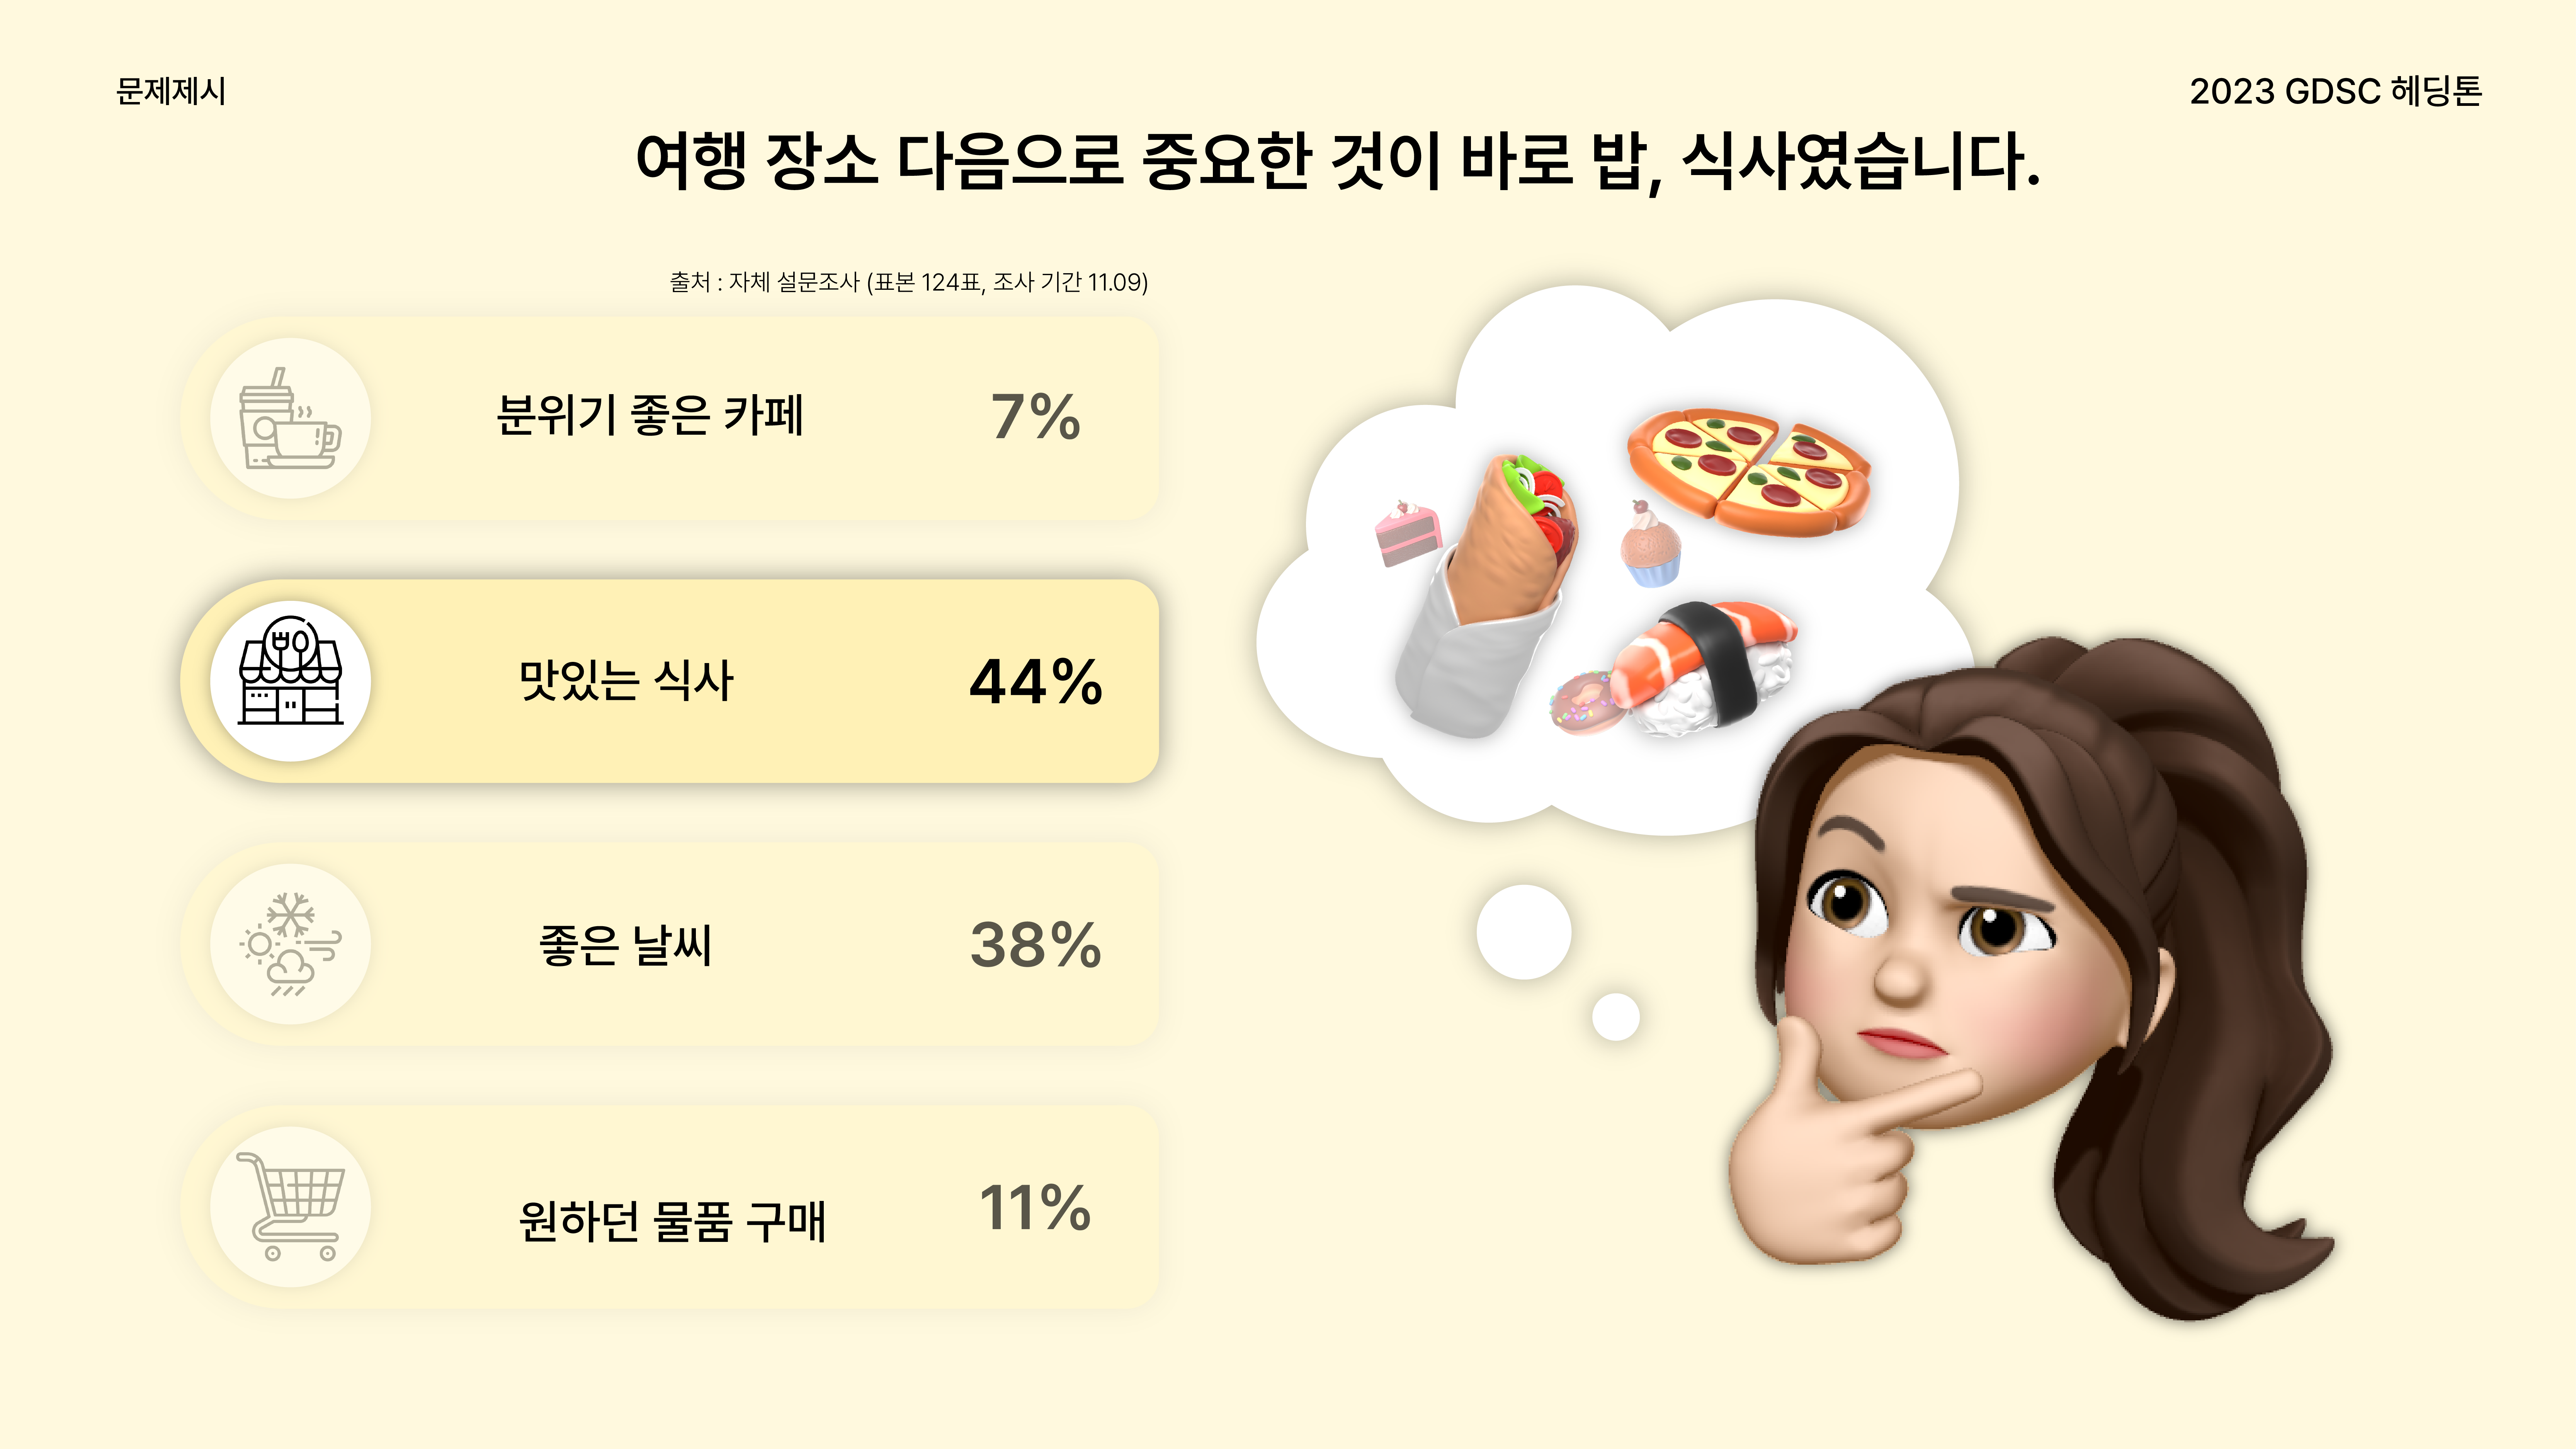 문제제시
2023 GDSC 헤딩톤
여행 장소 다음으로 중요한 것이 바로 밥, 식사였습니다.
출처 : 자체 설문조사 (표본 124표, 조사 기간 11.09)
분위기 좋은 카페 7%
맛있는 식사 44%
좋은 날씨 38%
원하던 물품 구매 11%